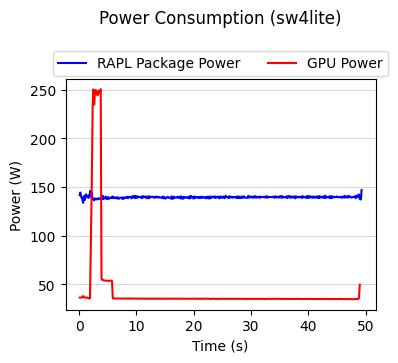 Power Consumption (sw4lite)
RAPL Package Power GPU Power
250
200
150
100
50
Power (W)
0 10 20 30 40 50
Time (s)